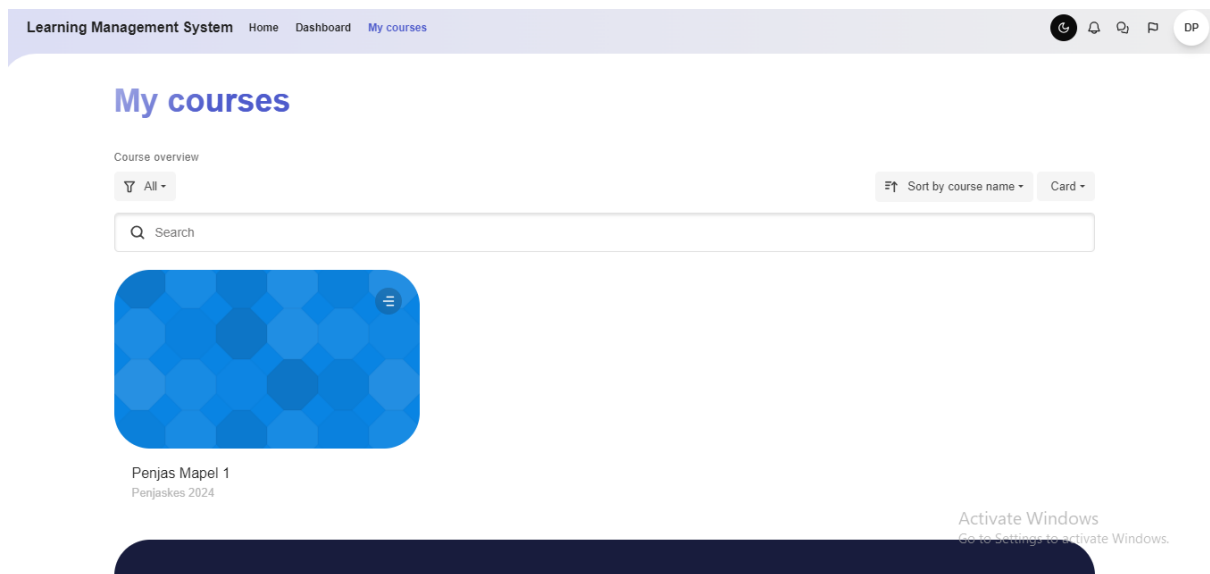 Learning Management System Home Dashboard My courses DP
My courses
Course overview
All
Sort by course name Card
Search
Penjas Mapel 1
Penjaskes 2024
Activate Windows
Go to Settings to activate Windows.